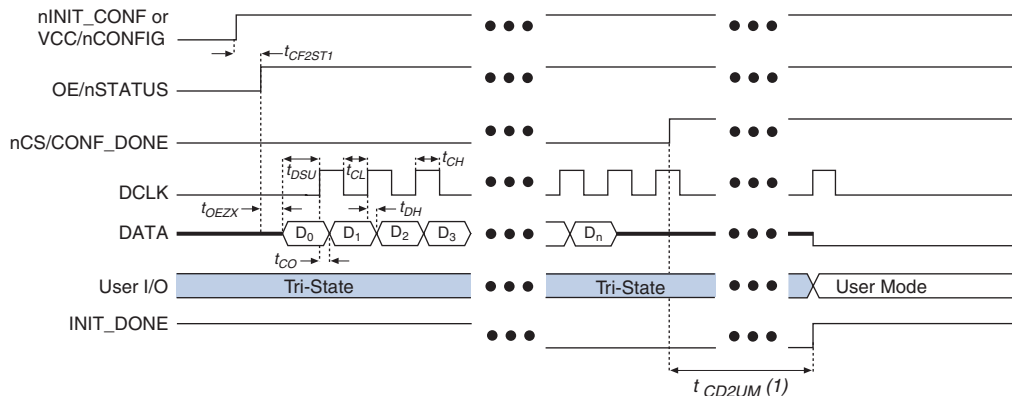 nINIT_CONF or
VCC/nCONFIG
tCF2ST1
OE/nSTATUS
nCS/CONF_DONE
tDSU
tCL
tCH
DCLK
tOEZX
tDH
DATA
D0
D1
D2
D3
Dn
tCO
User I/O
Tri-State
Tri-State
User Mode
INIT_DONE
t CD2UM (1)